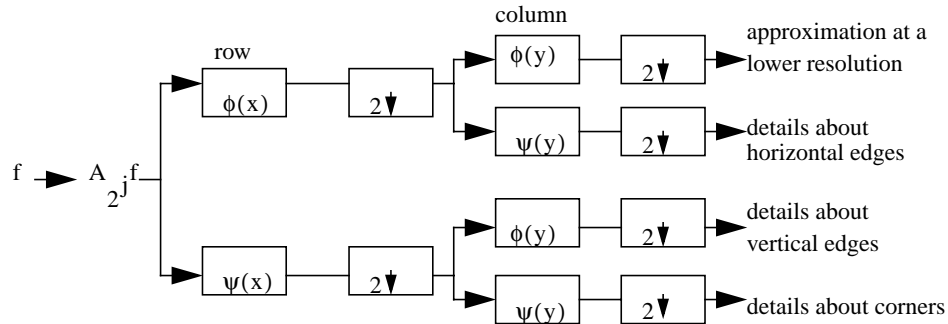 column
row
ϕ(y)
2
approximation at a
lower resolution
ϕ(x)
2
ψ(y)
2
details about
horizontal edges
f
A 2 j f
ϕ(y)
2
details about
vertical edges
ψ(x)
2
ψ(y)
2
details about corners